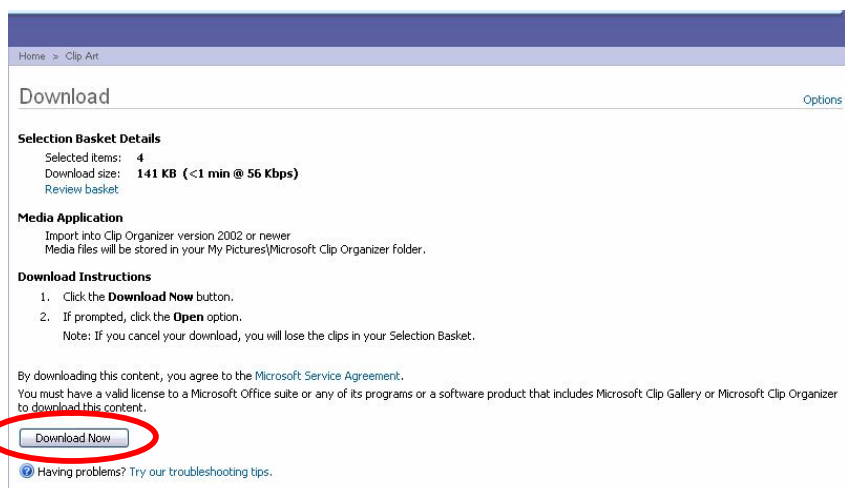 Home » Clip Art
Download
Options
Selection Basket Details
Selected items: 4
Download size: 141 KB (<1 min @ 56 Kbps)
Review basket
Media Application
Import into Clip Organizer version 2002 or newer
Media files will be stored in your My Pictures\Microsoft Clip Organizer folder.
Download Instructions
1. Click the Download Now button.
2. If prompted, click the Open option.
Note: If you cancel your download, you will lose the clips in your Selection Basket.
By downloading this content, you agree to the Microsoft Service Agreement.
You must have a valid license to a Microsoft Office suite or any of its programs or a software product that includes Microsoft Clip Gallery or Microsoft Clip Organizer
to download this content.
Download Now
Having problems? Try our troubleshooting tips.